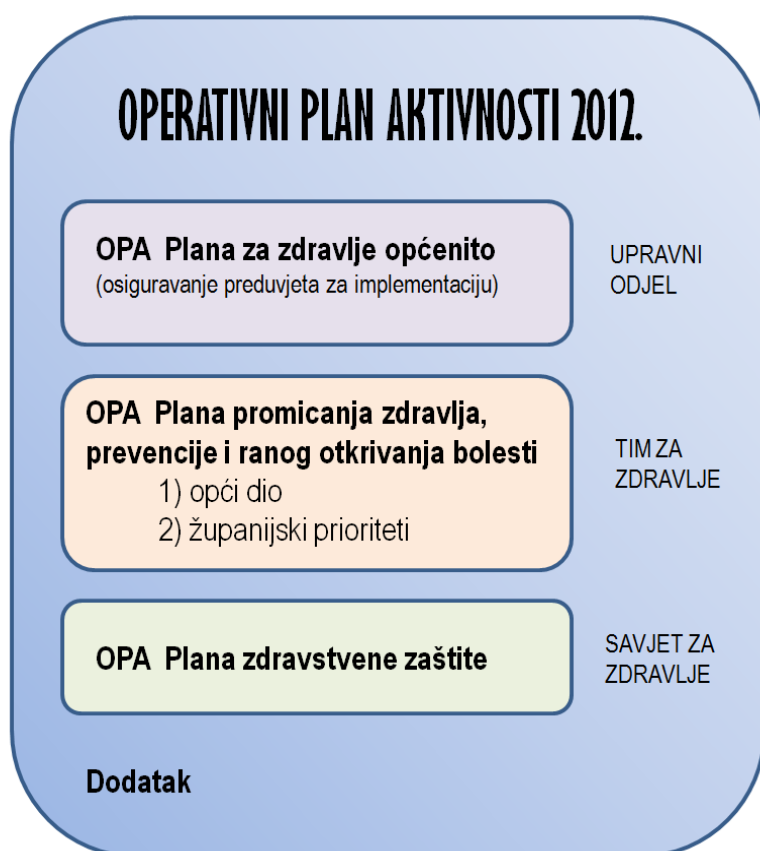 OPERATIVNI PLAN AKTIVNOSTI 2012.
OPA Plana za zdravlje općenito
(osiguravanje preduvjeta za implementaciju)
UPRAVNI
ODJEL
OPA Plana promicanja zdravlja,
prevencije i ranog otkrivanja bolesti
1) opći dio
2) županijski prioriteti
TIM ZA
ZDRAVLJE
OPA Plana zdravstvene zaštite
SAVJET ZA
ZDRAVLJE
Dodatak